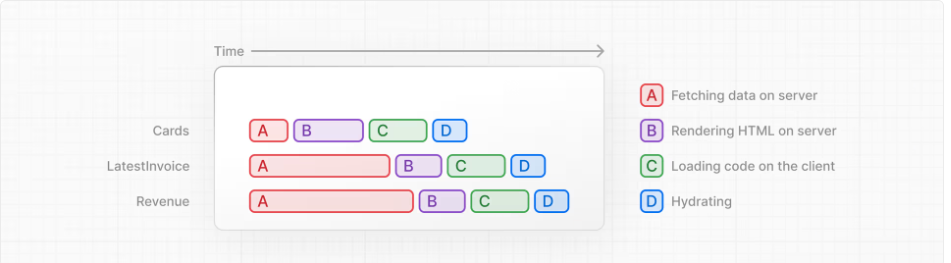 Time
A Fetching data on server
Cards A B C D
B Rendering HTML on server
LatestInvoice A B C D
C Loading code on the client
Revenue A B C D
D Hydrating